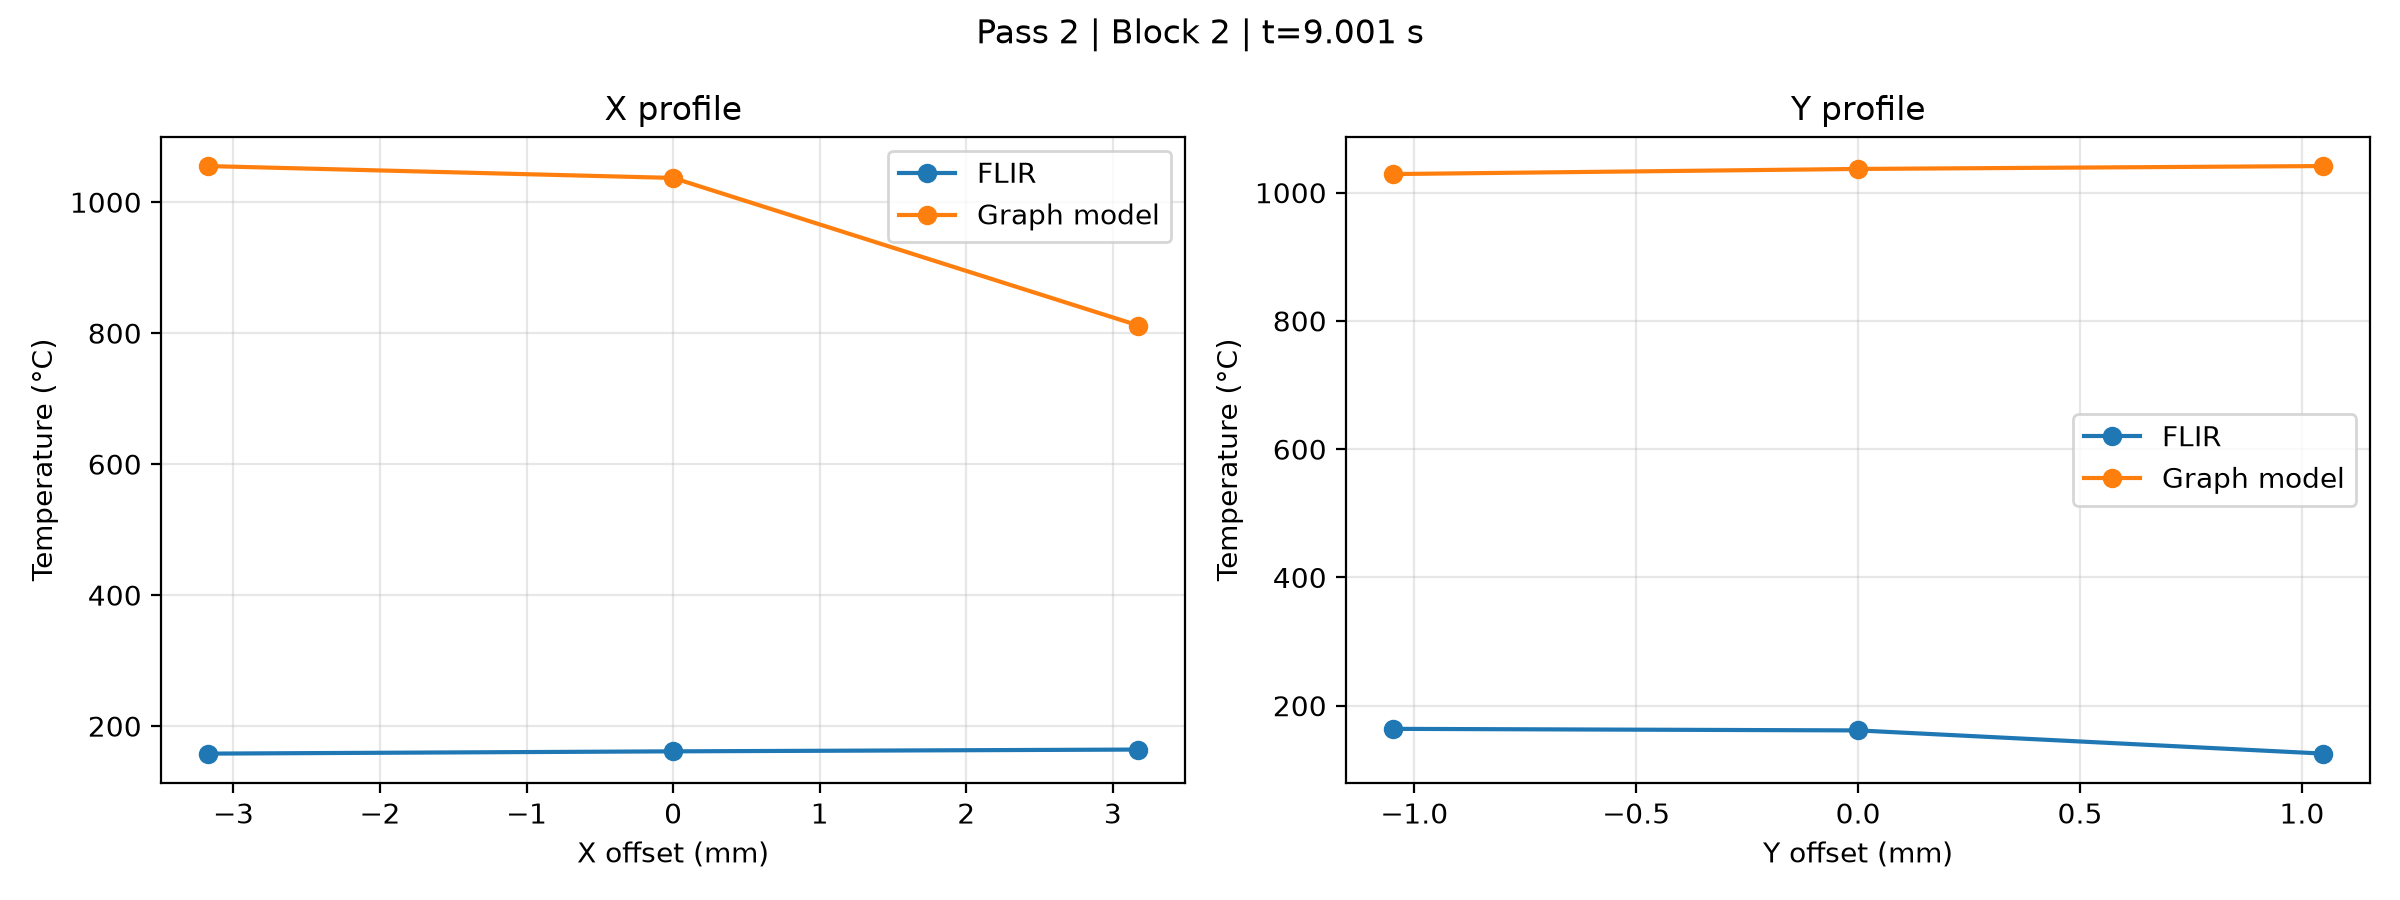 Pass 2 | Block 2 | t=9.001 s
X profile
FLIR
Graph model
1000
800
600
400
200
Temperature (°C)
−3 −2 −1 0 1 2 3
X offset (mm)
Y profile
FLIR
Graph model
1000
800
600
400
200
Temperature (°C)
−1.0 −0.5 0.0 0.5 1.0
Y offset (mm)